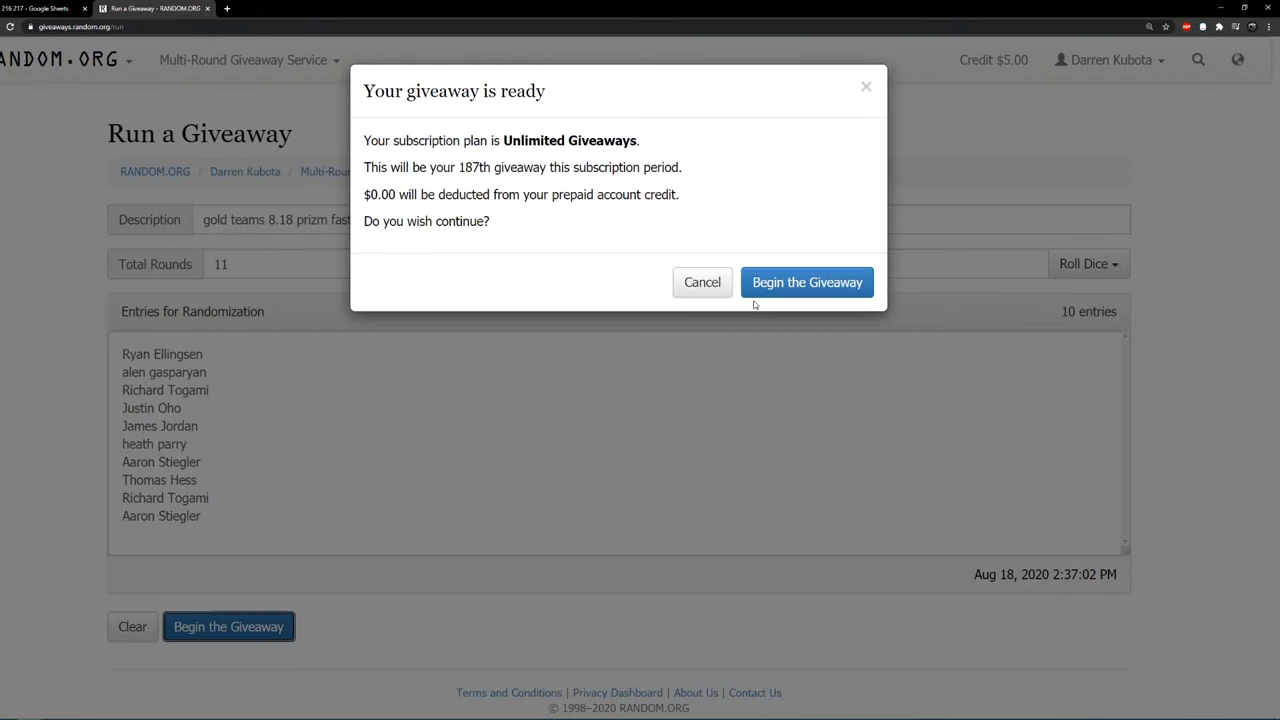 216 217 - Google Sheets
Run a Giveaway - RANDOM.ORG
giveaways.random.org/run
ANDOM.ORG
Multi-Round Giveaway Service
Credit $5.00
Darren Kubota
Your giveaway is ready
Your subscription plan is Unlimited Giveaways.
This will be your 187th giveaway this subscription period.
$0.00 will be deducted from your prepaid account credit.
Do you wish continue?
Cancel
Begin the Giveaway
Run a Giveaway
RANDOM.ORG
Darren Kubota
Multi-Rou
Description
gold teams 8.18 prizm fast
Total Rounds
11
Roll Dice
Entries for Randomization
10 entries
Ryan Ellingsen
alen gasparyan
Richard Togami
Justin Oho
James Jordan
heath parry
Aaron Stiegler
Thomas Hess
Richard Togami
Aaron Stiegler
Aug 18, 2020 2:37:02 PM
Clear
Begin the Giveaway
Terms and Conditions | Privacy Dashboard | About Us | Contact Us
© 1998–2020 RANDOM.ORG